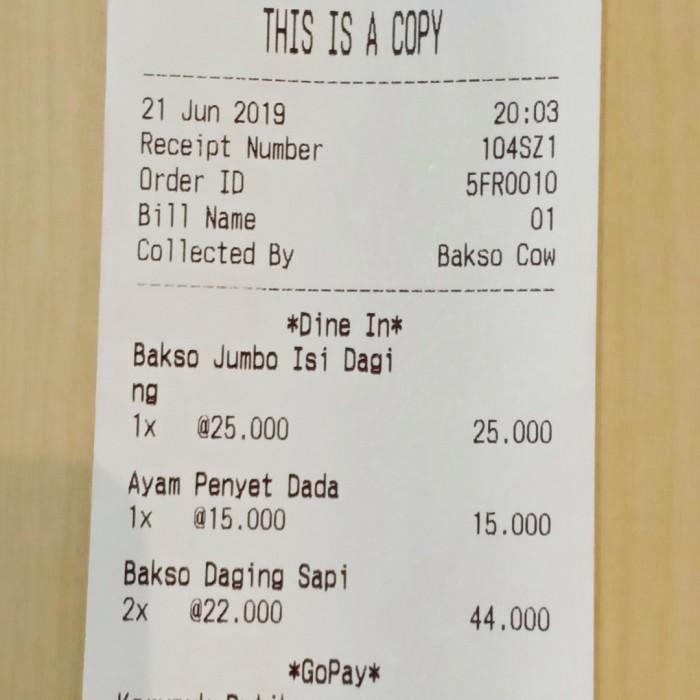 THIS IS A COPY
21 Jun 2019 20:03
Receipt Number 104SZ1
Order ID 5FR0010
Bill Name 01
Collected By Bakso Cow
*Dine In*
Bakso Jumbo Isi Dagi
ng
1x @25.000 25.000
Ayam Penyet Dada
1x @15.000 15.000
Bakso Daging Sapi
2x @22.000 44.000
*GoPay*